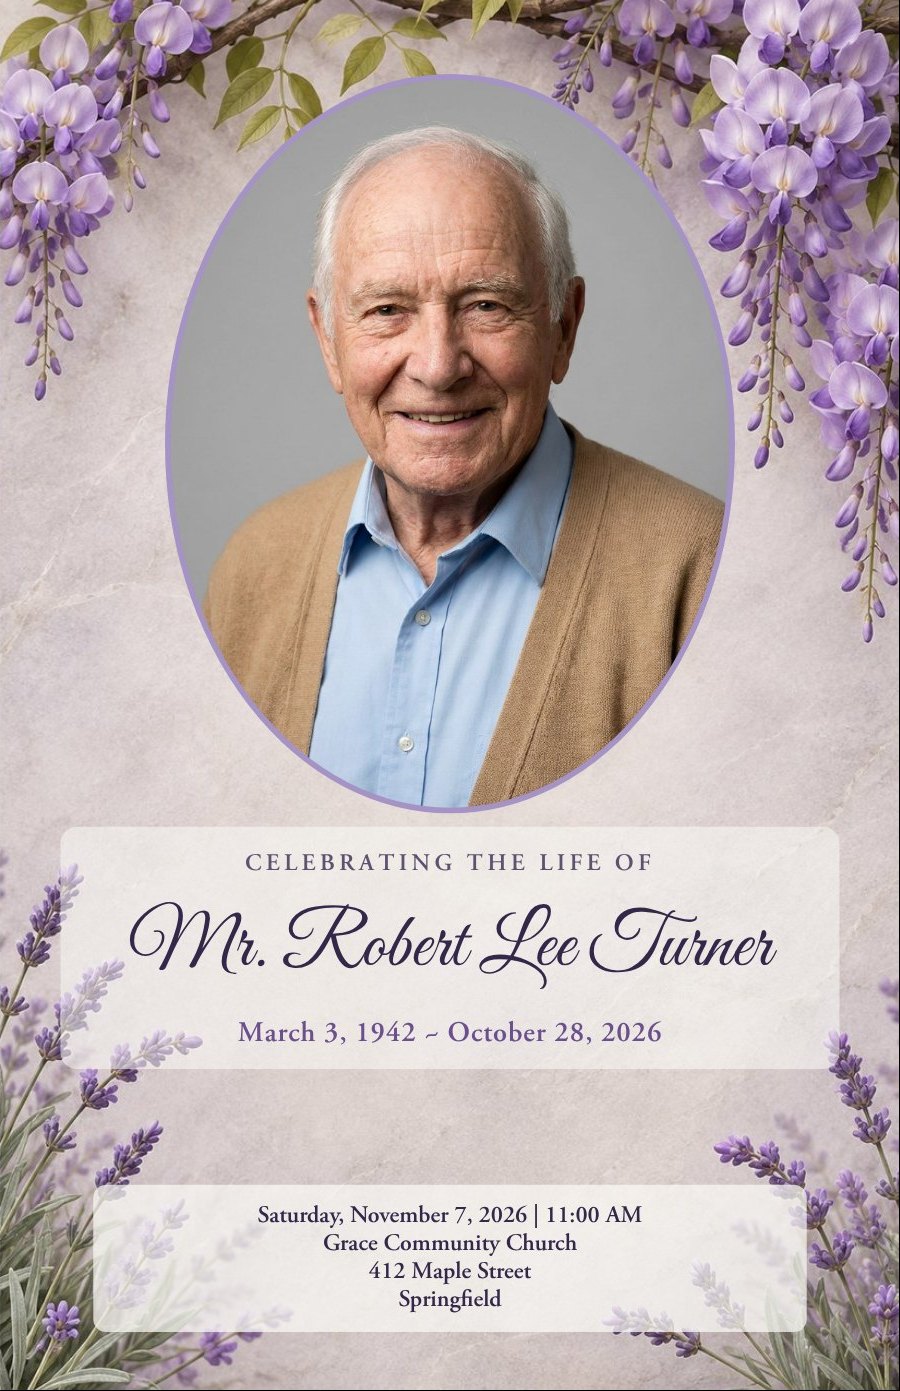 CELEBRATING THE LIFE OF
Mr. Robert Lee Turner
March 3, 1942 ~ October 28, 2026
Saturday, November 7, 2026 | 11:00 AM
Grace Community Church
412 Maple Street
Springfield